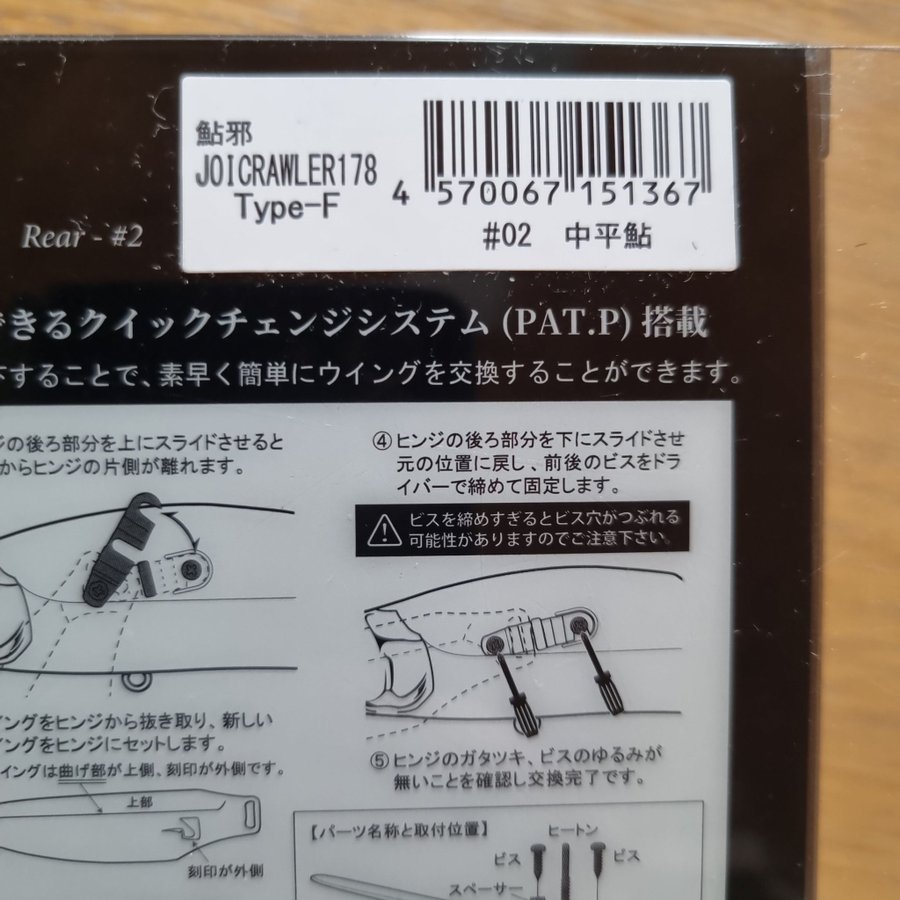 鮎邪
JOICRAWLER178
Type-F
4 570067 151367
#02 中平鮎
Rear - #2
できるクイックチェンジシステム (PAT.P) 搭載
することで、素早く簡単にウイングを交換することができます。
ジの後ろ部分を上にスライドさせると
からヒンジの片側が離れます。
④ヒンジの後ろ部分を下にスライドさせ
元の位置に戻し、前後のビスをドラ
イバーで締めて固定します。
ビスを締めすぎるとビス穴がつぶれる
可能性がありますのでご注意下さい。
イングをヒンジから抜き取り、新しい
イングをヒンジにセットします。
イングは曲げ部が上側、刻印が外側です。
上部
刻印が外側
⑤ヒンジのガタツキ、ビスのゆるみが
無いことを確認し交換完了です。
【パーツ名称と取付位置】
ヒートン
ビス
ビス
スペーサー